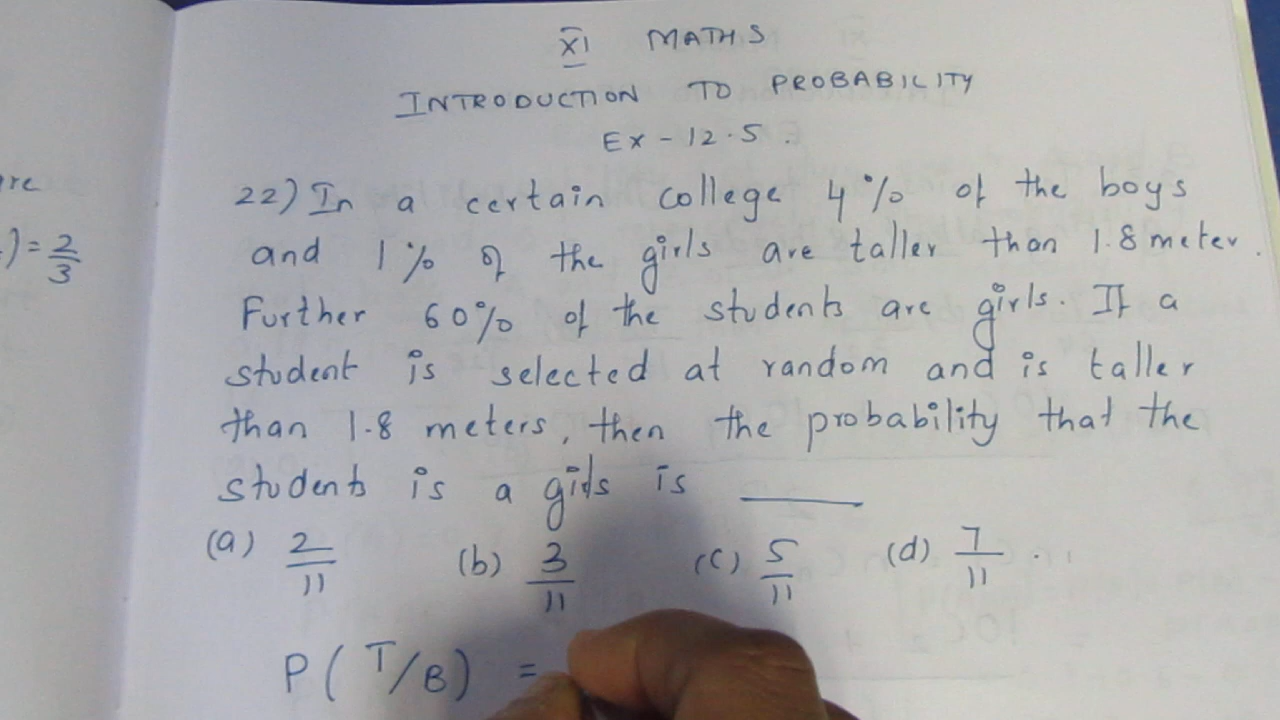 XI MATHS
INTRODUCTION TO PROBABILITY
Ex - 12.5.
22) In a certain college 4% of the boys
and 1% of the girls are taller than 1.8 meter.
Further 60% of the students are girls. If a
student is selected at random and is taller
than 1.8 meters, then the probability that the
students is a girls is ______
(a) 2/11 (b) 3/11 (c) 5/11 (d) 7/11.
P(T/B) =
re
) = 2/3